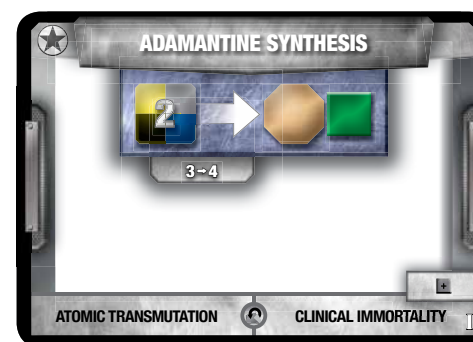 ADAMANTINE SYNTHESIS
2
3→4
+
ATOMIC TRANSMUTATION CLINICAL IMMORTALITY